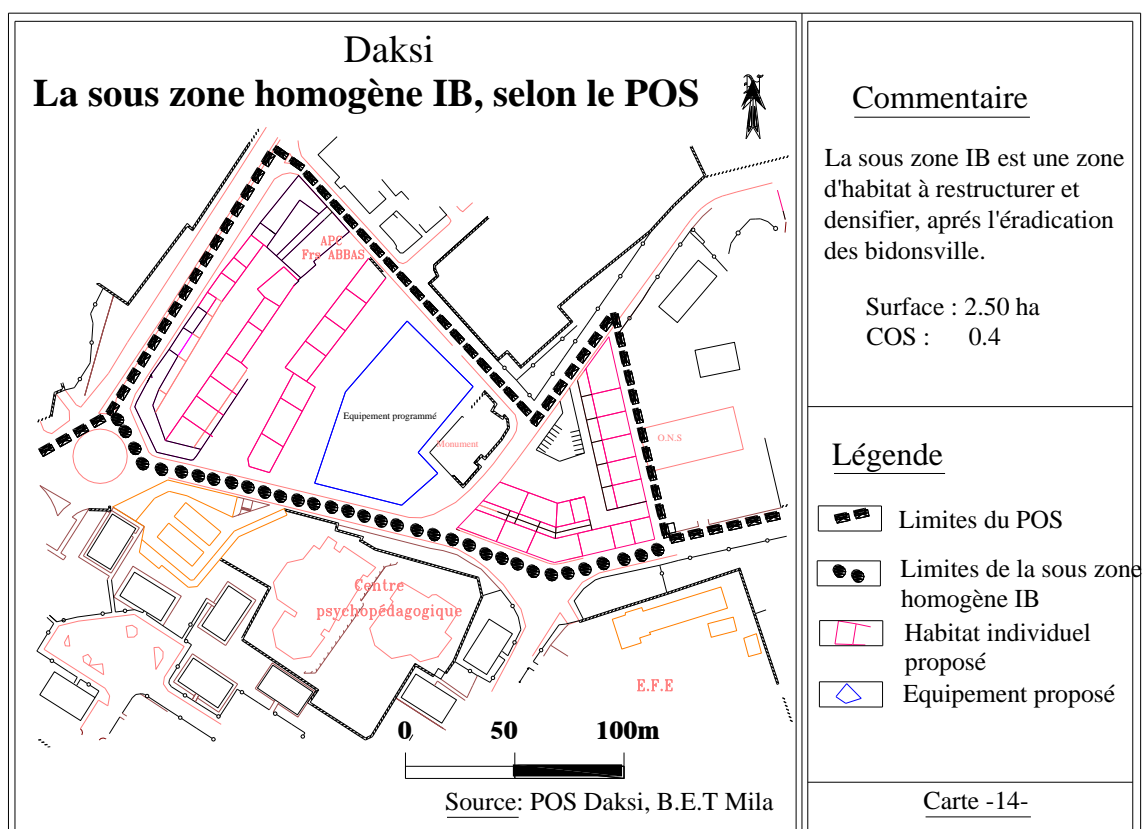 Daksi
La sous zone homogène IB, selon le POS
APC
Frs ABBAS
Equipement programmé
Monument
O.N.S
Centre
psychopédagogique
E.F.E
0 50 100m
Source: POS Daksi, B.E.T Mila
Commentaire
La sous zone IB est une zone
d'habitat à restructurer et
densifier, aprés l'éradication
des bidonsville.
Surface : 2.50 ha
COS : 0.4
Légende
Limites du POS
Limites de la sous zone
homogène IB
Habitat individuel
proposé
Equipement proposé
Carte -14-